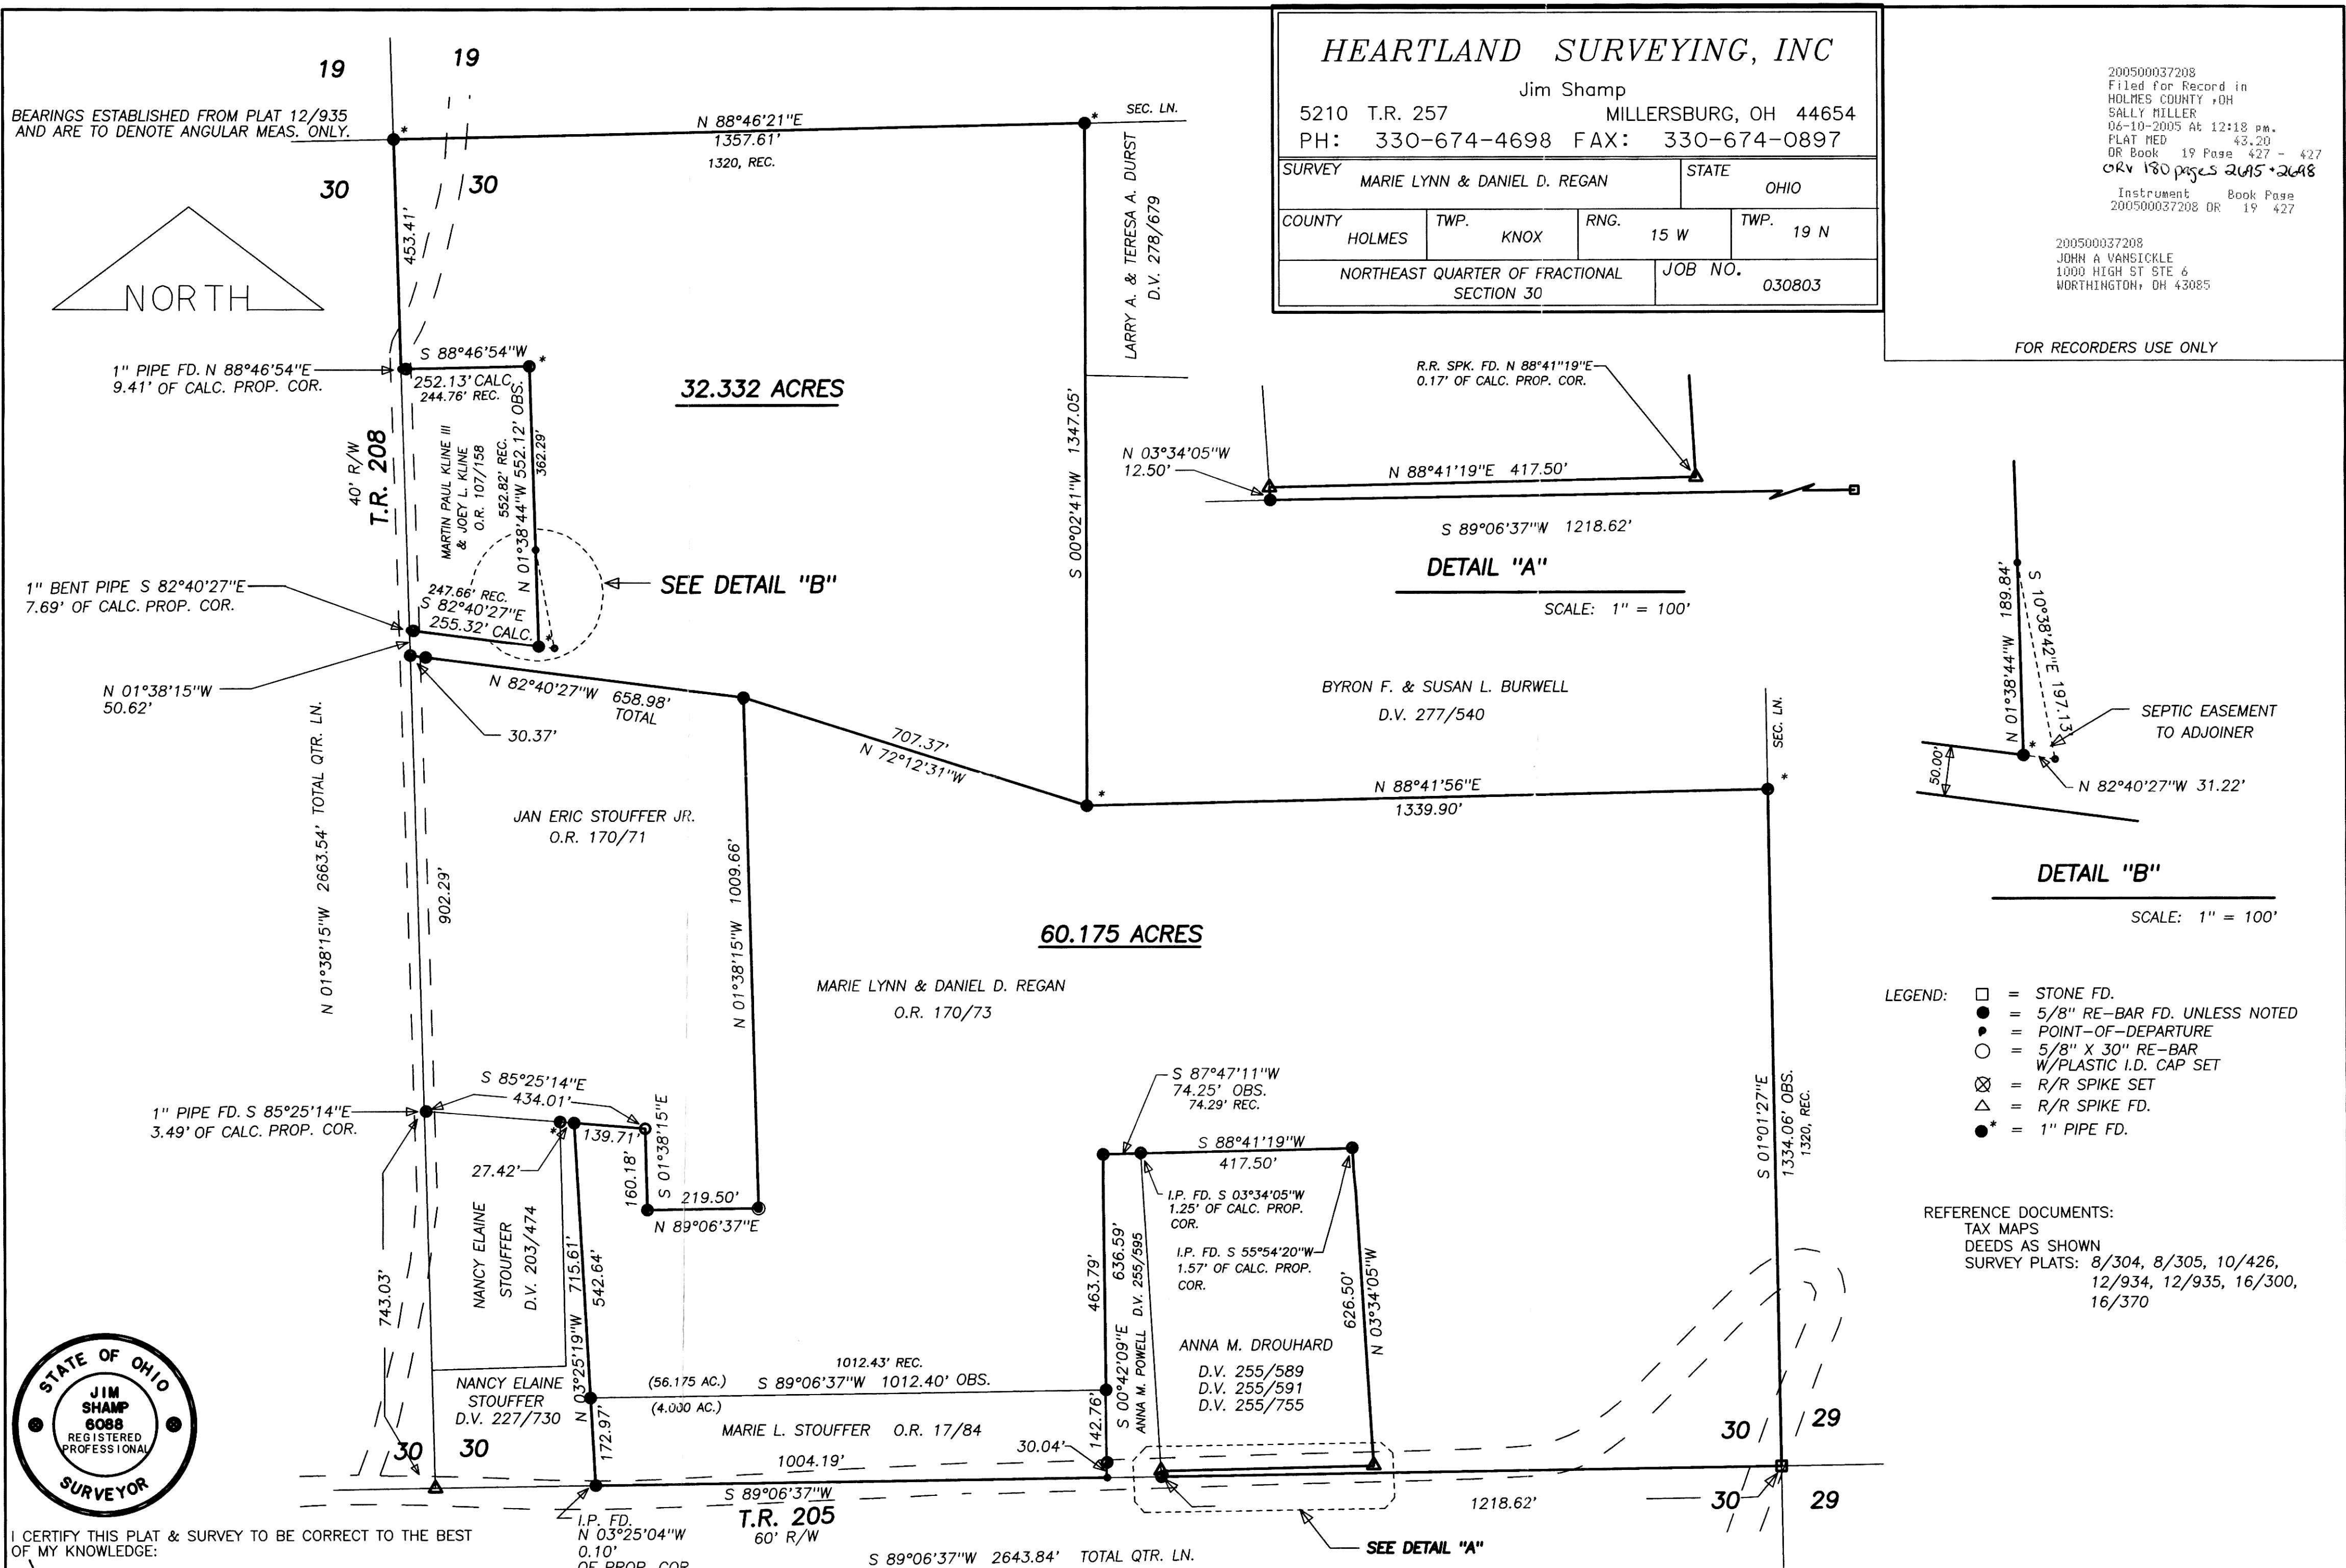 HEARTLAND SURVEYING, INC
Jim Shamp
5210 T.R. 257 MILLERSBURG, OH 44654
PH: 330-674-4698 FAX: 330-674-0897
SURVEY MARIE LYNN & DANIEL D. REGAN
STATE OHIO
COUNTY HOLMES
TWP. KNOX
RNG. 15 W
TWP. 19 N
NORTHEAST QUARTER OF FRACTIONAL
SECTION 30
JOB NO. 030803
200500037208
Filed for Record in
HOLMES COUNTY, OH
SALLY MILLER
06-10-2005 At 12:18 pm.
PLAT MED 43.20
OR Book 19 Page 427 - 427
ORV 180 pages 2695 + 2698
Instrument Book Page
200500037208 OR 19 427
200500037208
JOHN A VANSICKLE
1000 HIGH ST STE 6
WORTHINGTON, OH 43085
FOR RECORDERS USE ONLY
19
19
BEARINGS ESTABLISHED FROM PLAT 12/935
AND ARE TO DENOTE ANGULAR MEAS. ONLY.
*
N 88°46'21"E
1357.61'
1320, REC.
*
SEC. LN.
30
30
453.41'
NORTH
LARRY A. & TERESA A. DURST
D.V. 278/679
1" PIPE FD. N 88°46'54"E
9.41' OF CALC. PROP. COR.
S 88°46'54"W
*
252.13' CALC.
244.76' REC.
32.332 ACRES
40' R/W
T.R. 208
MARTIN PAUL KLINE III
& JOEY L. KLINE
O.R. 107/158
552.82' REC.
N 01°38'44"W 552.12' OBS.
362.29'
S 00°02'41"W 1347.05'
SEE DETAIL "B"
1" BENT PIPE S 82°40'27"E
7.69' OF CALC. PROP. COR.
247.66' REC.
S 82°40'27"E
255.32' CALC.
*
N 01°38'15"W
50.62'
N 82°40'27"W 658.98'
TOTAL
30.37'
707.37'
N 72°12'31"W
R.R. SPK. FD. N 88°41"19"E
0.17' OF CALC. PROP. COR.
N 03°34'05"W
12.50'
N 88°41'19"E 417.50'
S 89°06'37"W 1218.62'
DETAIL "A"
SCALE: 1" = 100'
BYRON F. & SUSAN L. BURWELL
D.V. 277/540
SEC. LN.
*
N 88°41'56"E
1339.90'
*
N 01°38'44"W 189.84'
S 10°38'42"E 197.13'
SEPTIC EASEMENT
TO ADJOINER
50.00'
*
*
N 82°40'27"W 31.22'
DETAIL "B"
SCALE: 1" = 100'
N 01°38'15"W 2663.54' TOTAL QTR. LN.
902.29'
JAN ERIC STOUFFER JR.
O.R. 170/71
N 01°38'15"W 1009.66'
60.175 ACRES
MARIE LYNN & DANIEL D. REGAN
O.R. 170/73
LEGEND:
= STONE FD.
= 5/8" RE-BAR FD. UNLESS NOTED
= POINT-OF-DEPARTURE
= 5/8" X 30" RE-BAR
W/PLASTIC I.D. CAP SET
= R/R SPIKE SET
= R/R SPIKE FD.
* = 1" PIPE FD.
S 01°01'27"E
1334.06' OBS.
1320, REC.
1" PIPE FD. S 85°25'14"E
3.49' OF CALC. PROP. COR.
S 85°25'14"E
434.01'
*
139.71'
27.42'
160.18'
S 01°38'15"E
219.50'
N 89°06'37"E
S 87°47'11"W
74.25' OBS.
74.29' REC.
S 88°41'19"W
417.50'
I.P. FD. S 03°34'05"W
1.25' OF CALC. PROP.
COR.
I.P. FD. S 55°54'20"W
1.57' OF CALC. PROP.
COR.
REFERENCE DOCUMENTS:
TAX MAPS
DEEDS AS SHOWN
SURVEY PLATS: 8/304, 8/305, 10/426,
12/934, 12/935, 16/300,
16/370
743.03'
NANCY ELAINE
STOUFFER
D.V. 203/474
N 03°25'19"W 715.61'
542.64'
463.79'
S 00°42'09"E 636.59'
ANNA M. POWELL D.V. 255/595
626.50'
N 03°34'05"W
ANNA M. DROUHARD
D.V. 255/589
D.V. 255/591
D.V. 255/755
NANCY ELAINE
STOUFFER
D.V. 227/730
172.97'
1012.43' REC.
(56.175 AC.) S 89°06'37"W 1012.40' OBS.
(4.000 AC.)
MARIE L. STOUFFER O.R. 17/84
142.76'
30.04'
1004.19'
S 89°06'37"W
30
30
30
29
30
29
1218.62'
T.R. 205
60' R/W
I.P. FD.
N 03°25'04"W
0.10'
OF PROP. COR.
S 89°06'37"W 2643.84' TOTAL QTR. LN.
SEE DETAIL "A"
STATE OF OHIO
JIM
SHAMP
6088
REGISTERED
PROFESSIONAL
SURVEYOR
I CERTIFY THIS PLAT & SURVEY TO BE CORRECT TO THE BEST
OF MY KNOWLEDGE: